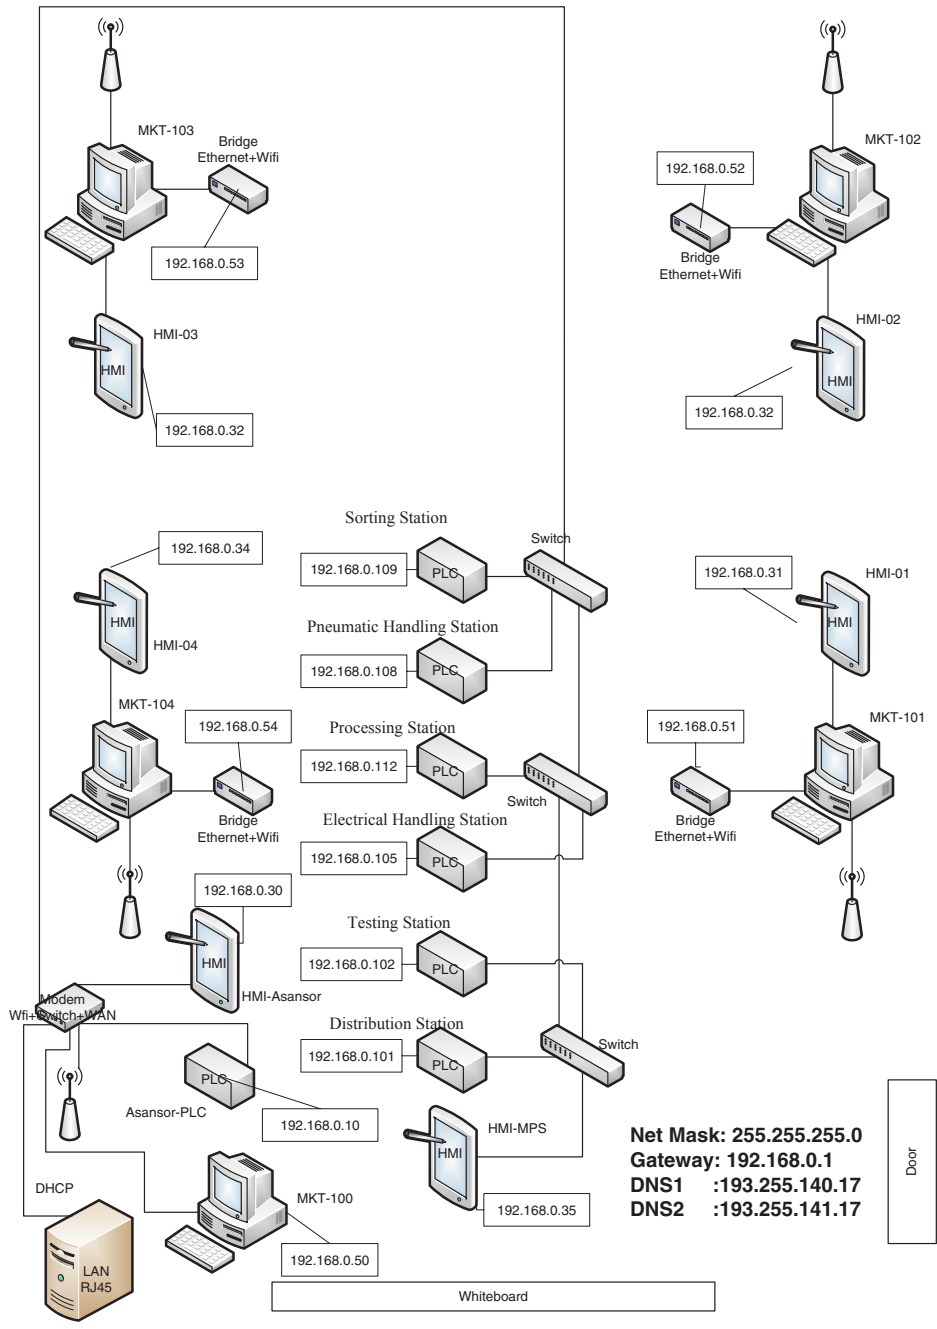 MKT-103
Bridge
Ethernet+Wifi
192.168.0.53
HMI-03
HMI
192.168.0.32
MKT-102
192.168.0.52
Bridge
Ethernet+Wifi
HMI-02
HMI
192.168.0.32
Sorting Station
Switch
192.168.0.109
PLC
192.168.0.34
HMI
HMI-04
Pneumatic Handling Station
192.168.0.108
PLC
192.168.0.31
HMI-01
HMI
MKT-104
192.168.0.54
Bridge
Ethernet+Wifi
Processing Station
192.168.0.112
PLC
Switch
Electrical Handling Station
192.168.0.105
PLC
192.168.0.51
MKT-101
Bridge
Ethernet+Wifi
192.168.0.30
HMI
HMI-Asansor
Testing Station
192.168.0.102
PLC
Modem
Wfi+Switch+WAN
Distribution Station
192.168.0.101
PLC
Switch
PLC
Asansor-PLC
192.168.0.10
HMI-MPS
HMI
192.168.0.35
DHCP
LAN
RJ45
MKT-100
192.168.0.50
Net Mask: 255.255.255.0
Gateway: 192.168.0.1
DNS1 :193.255.140.17
DNS2 :193.255.141.17
Door
Whiteboard